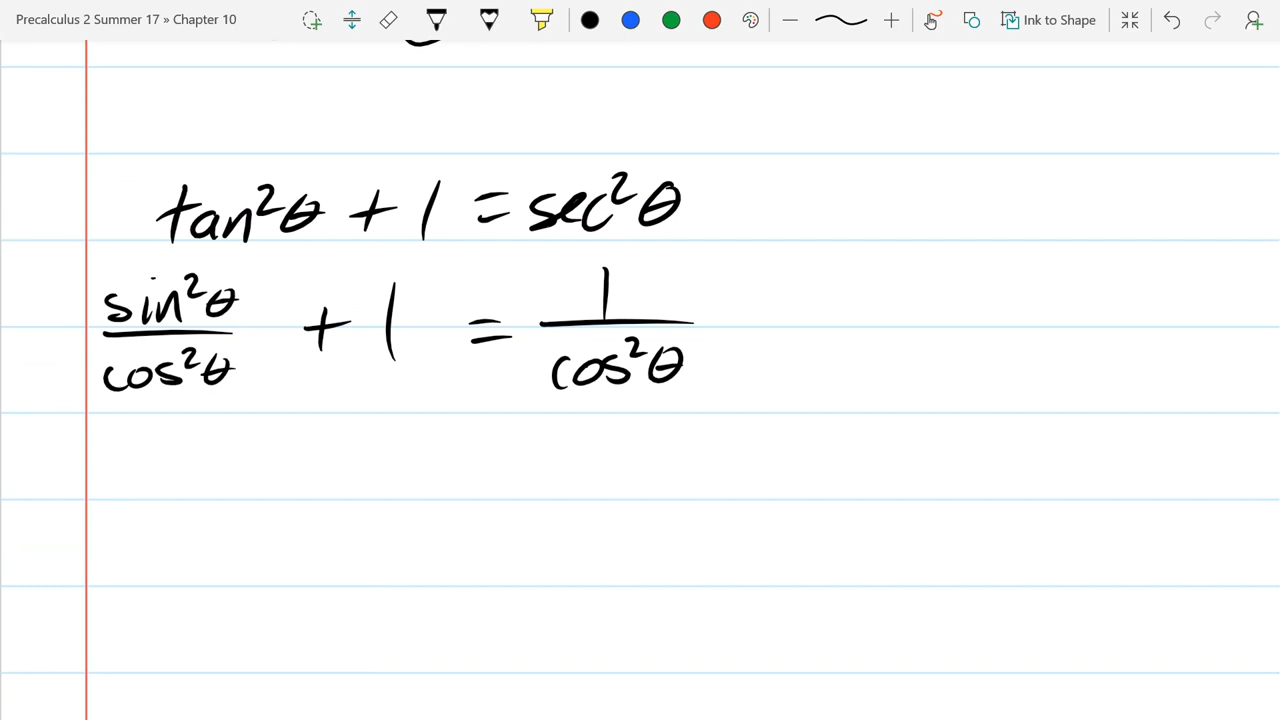 Precalculus 2 Summer 17 » Chapter 10
Ink to Shape
tan²θ + 1 = sec²θ
sin²θ/cos²θ + 1 = 1/cos²θ